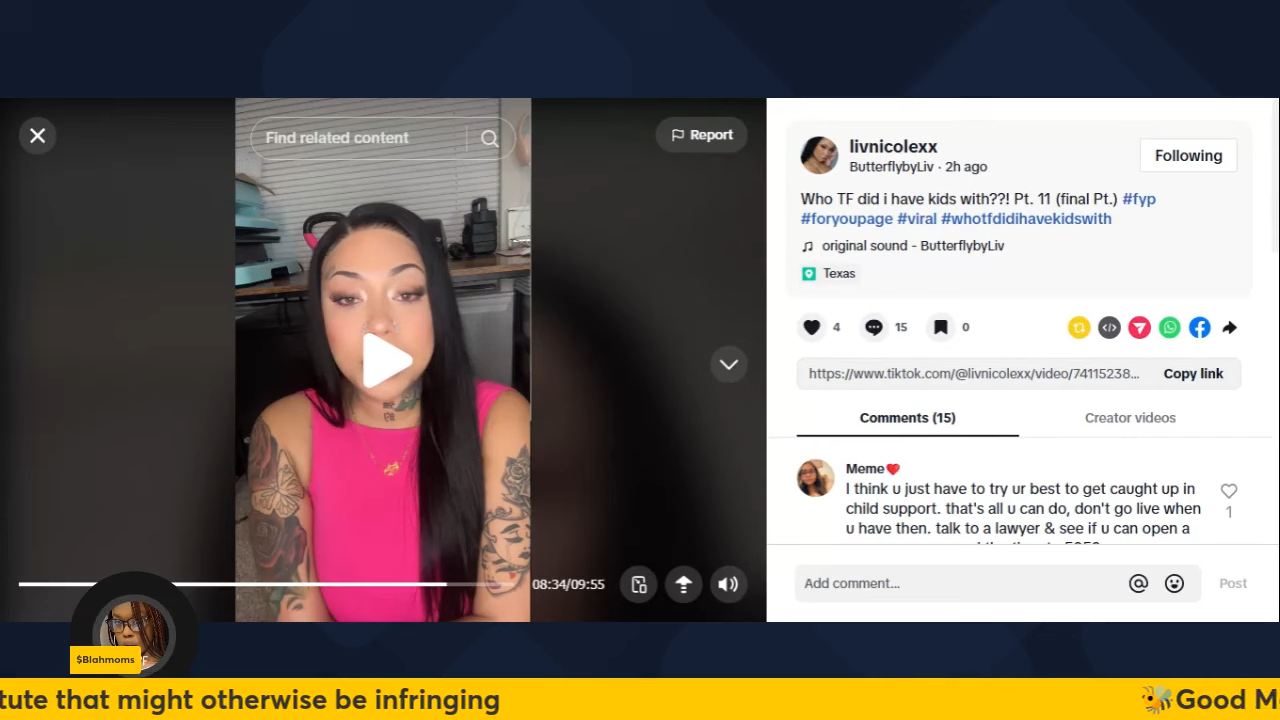 Find related content
Report
livnicolexx
ButterflybyLiv · 2h ago
Following
Who TF did i have kids with??! Pt. 11 (final Pt.) #fyp
#foryoupage #viral #whotfdidihavekidswith
original sound - ButterflybyLiv
Texas
4
15
0
https://www.tiktok.com/@livnicolexx/video/74115238...
Copy link
Comments (15)
Creator videos
Meme❤️
I think u just have to try ur best to get caught up in
child support. that's all u can do, don't go live when
u have then. talk to a lawyer & see if u can open a
1
08:34/09:55
Add comment...
Post
$Blahmoms
tute that might otherwise be infringing
🐝Good M